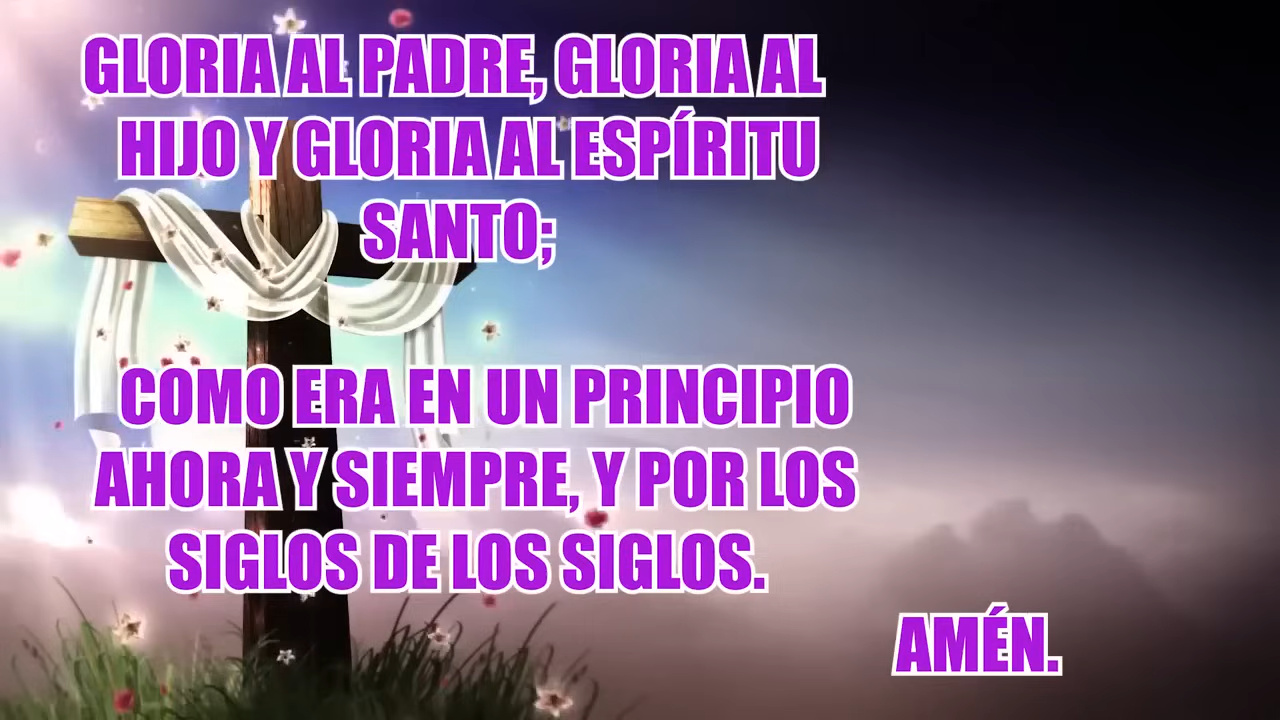 GLORIA AL PADRE, GLORIA AL
HIJO Y GLORIA AL ESPÍRITU
SANTO;
COMO ERA EN UN PRINCIPIO
AHORA Y SIEMPRE, Y POR LOS
SIGLOS DE LOS SIGLOS.
AMÉN.